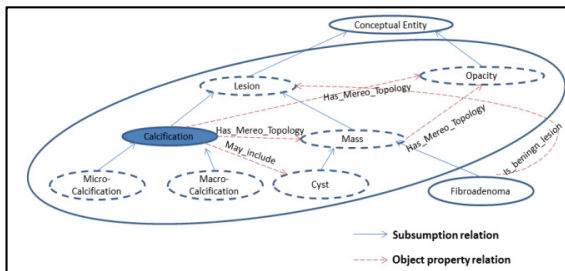 Conceptual Entity
Lesion
Opacity
Has_Mereo_Topology
Calcification
Has_Mereo_Topology
Mass
Has_Mereo_Topology
May_include
Is_beningn_lesion
Micro-
Calcification
Macro-
Calcification
Cyst
Fibroadenoma
Subsumption relation
Object property relation